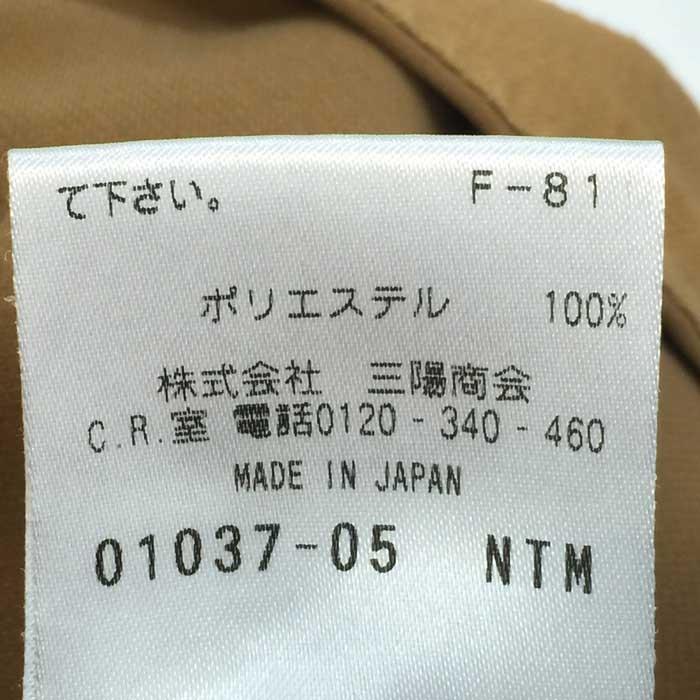 て下さい。 F-81
ポリエステル 100%
株式会社 三陽商会
C.R.室 電話0120-340-460
MADE IN JAPAN
01037-05 NTM